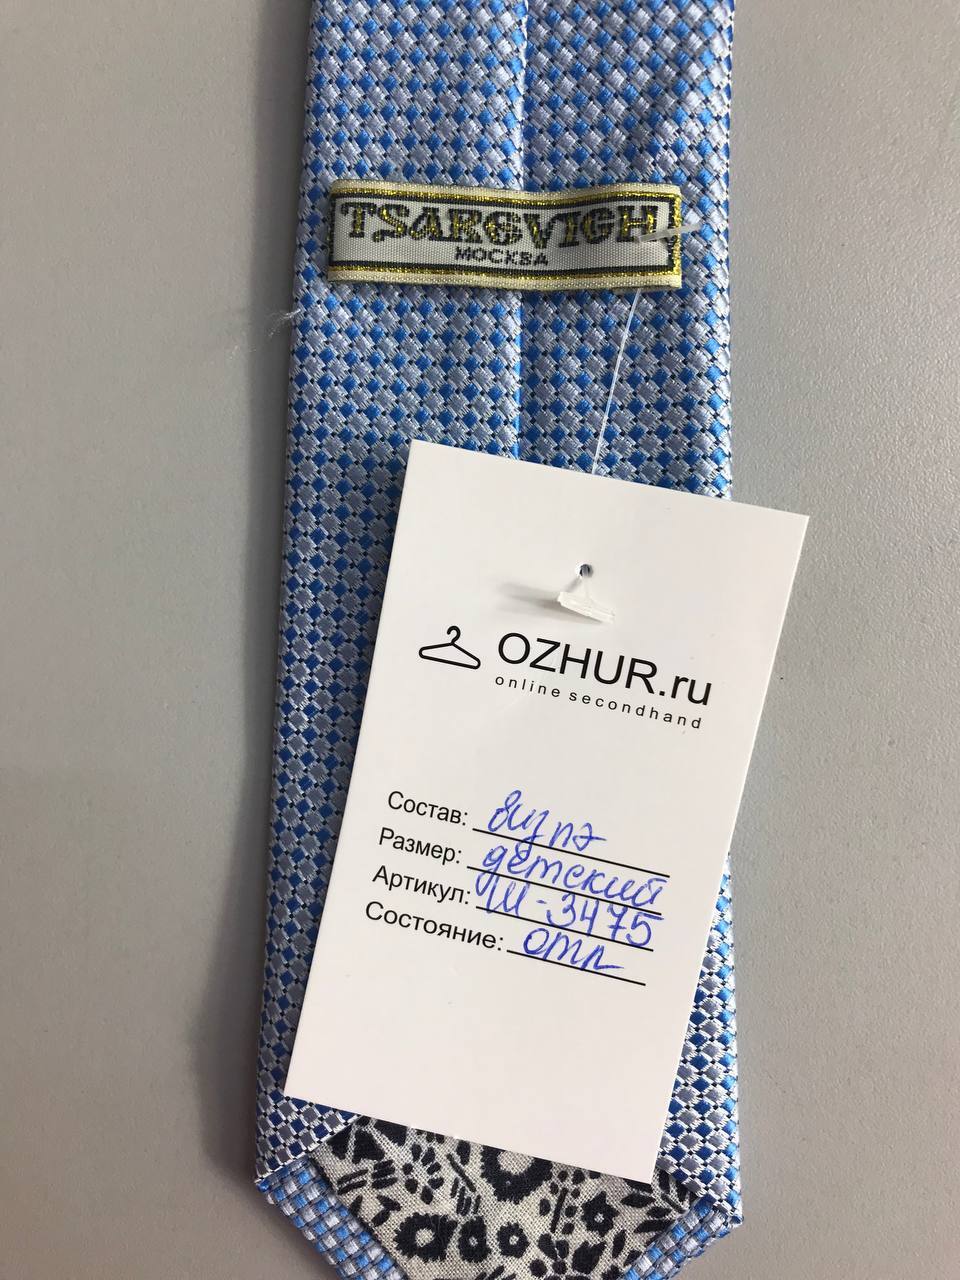 TSAREVICH
МОСКВА
OZHUR.ru
online secondhand
Состав:
Размер: детский
Артикул: Ш-3475
Состояние: отл